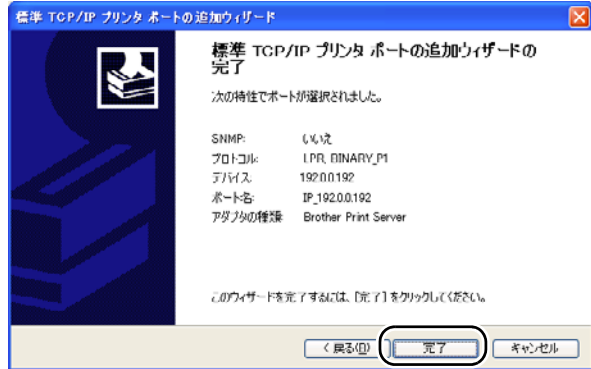 標準 TCP/IP プリンタ ポートの追加ウィザード
標準 TCP/IP プリンタ ポートの追加ウィザードの
完了
次の特性でポートが選択されました。
SNMP: いいえ
プロトコル: LPR, BINARY_P1
デバイス: 192.0.0.192
ポート名: IP_192.0.0.192
アダプタの種類: Brother Print Server
このウィザードを完了するには、[完了] をクリックしてください。
< 戻る(B) 完了 キャンセル